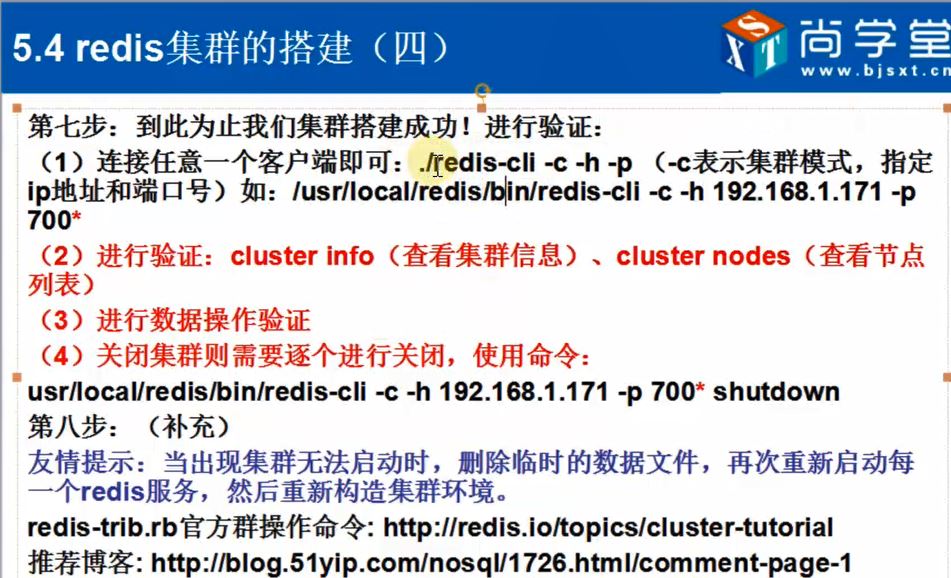 5.4 redis集群的搭建（四）
XST
尚学堂
www.bjsxt.cn
第七步：到此为止我们集群搭建成功！进行验证：
（1）连接任意一个客户端即可：./redis-cli -c -h -p （-c表示集群模式，指定
ip地址和端口号）如：/usr/local/redis/bin/redis-cli -c -h 192.168.1.171 -p
700*
（2）进行验证：cluster info（查看集群信息）、cluster nodes（查看节点
列表）
（3）进行数据操作验证
（4）关闭集群则需要逐个进行关闭，使用命令：
usr/local/redis/bin/redis-cli -c -h 192.168.1.171 -p 700* shutdown
第八步：（补充）
友情提示：当出现集群无法启动时，删除临时的数据文件，再次重新启动每
一个redis服务，然后重新构造集群环境。
redis-trib.rb官方群操作命令: http://redis.io/topics/cluster-tutorial
推荐博客: http://blog.51yip.com/nosql/1726.html/comment-page-1